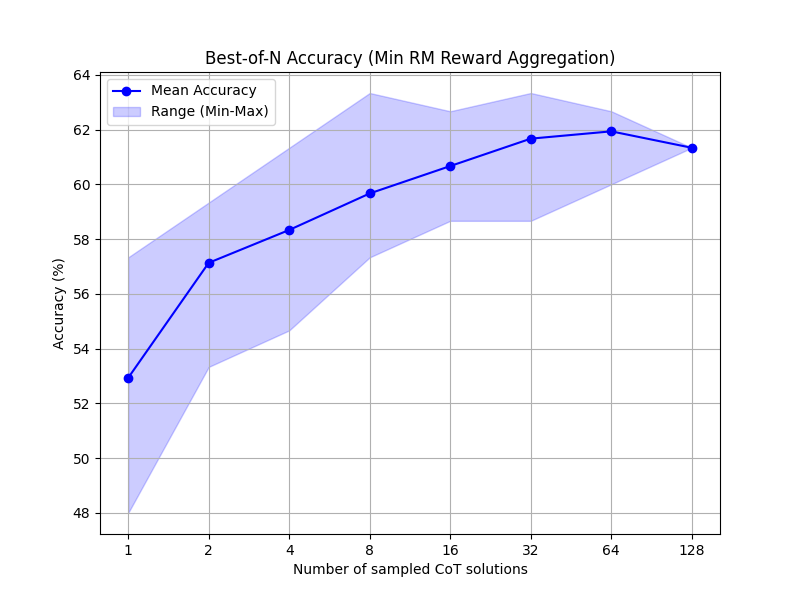 Best-of-N Accuracy (Min RM Reward Aggregation)
Mean Accuracy
Range (Min-Max)
Accuracy (%)
64
62
60
58
56
54
52
50
48
1 2 4 8 16 32 64 128
Number of sampled CoT solutions